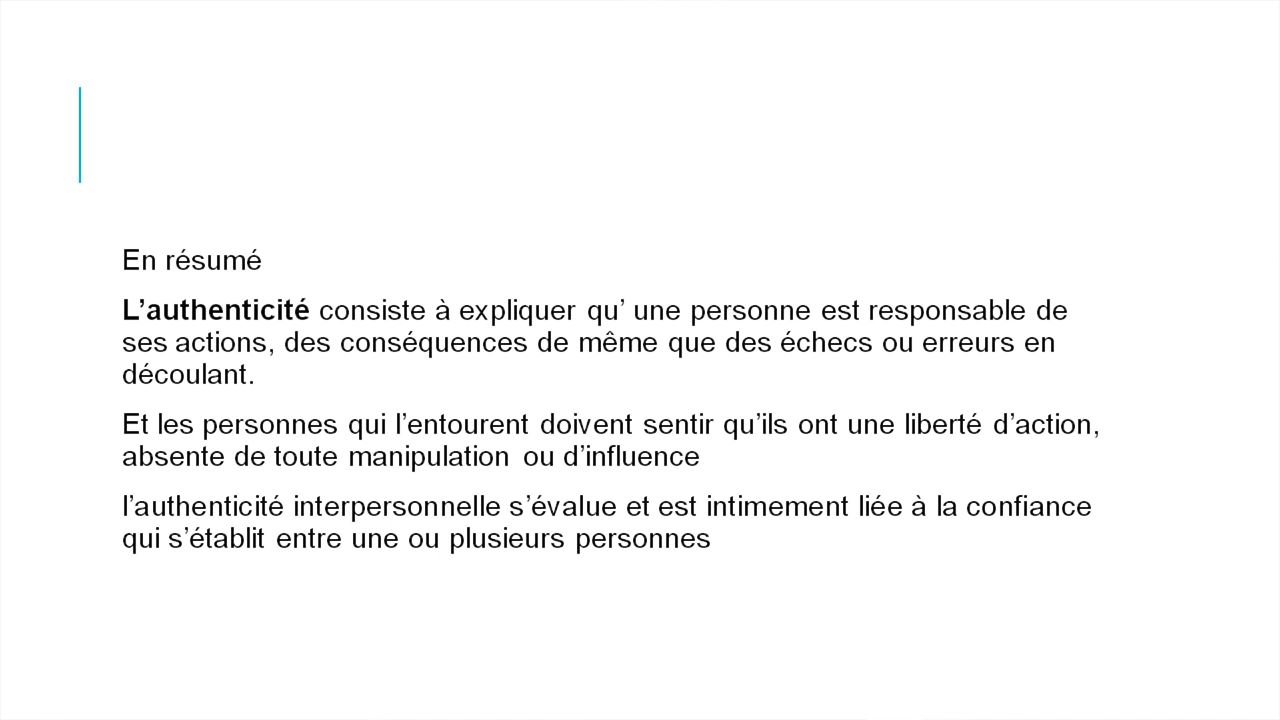 En résumé
L’authenticité consiste à expliquer qu’ une personne est responsable de
ses actions, des conséquences de même que des échecs ou erreurs en
découlant.
Et les personnes qui l’entourent doivent sentir qu’ils ont une liberté d’action,
absente de toute manipulation ou d’influence
l’authenticité interpersonnelle s’évalue et est intimement liée à la confiance
qui s’établit entre une ou plusieurs personnes